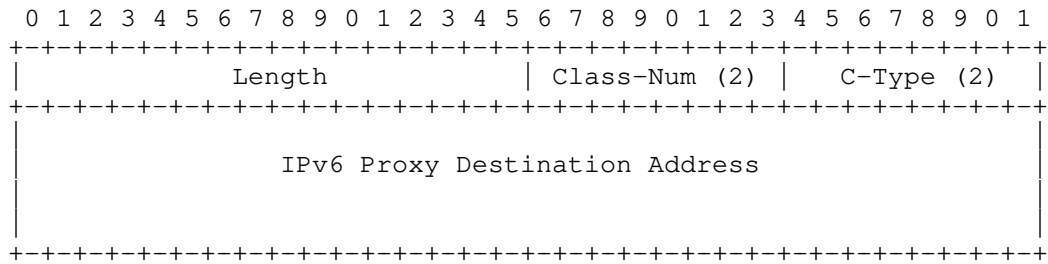 0 1 2 3 4 5 6 7 8 9 0 1 2 3 4 5 6 7 8 9 0 1 2 3 4 5 6 7 8 9 0 1
+-+-+-+-+-+-+-+-+-+-+-+-+-+-+-+-+-+-+-+-+-+-+-+-+-+-+-+-+-+-+-+-+
|             Length            | Class-Num (2) |   C-Type (2)  |
+-+-+-+-+-+-+-+-+-+-+-+-+-+-+-+-+-+-+-+-+-+-+-+-+-+-+-+-+-+-+-+-+
|                                                               |
|                IPv6 Proxy Destination Address                 |
|                                                               |
|                                                               |
+-+-+-+-+-+-+-+-+-+-+-+-+-+-+-+-+-+-+-+-+-+-+-+-+-+-+-+-+-+-+-+-+